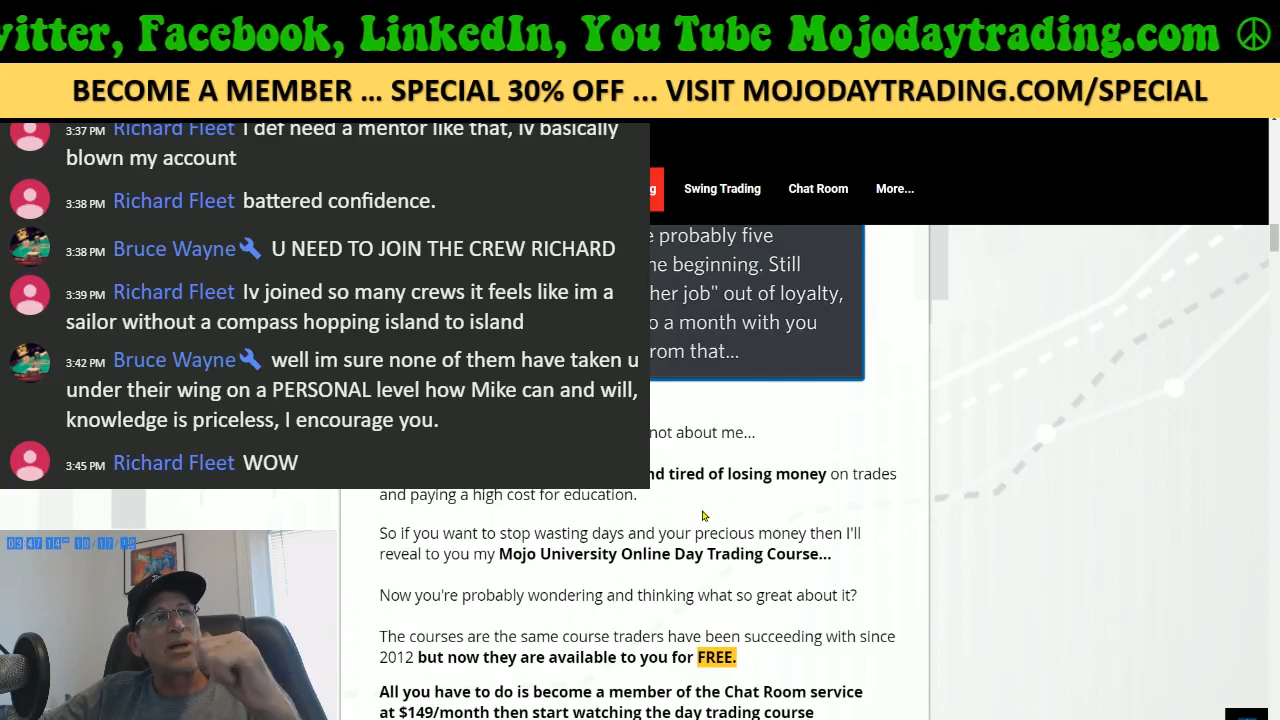 witter, Facebook, LinkedIn, You Tube Mojodaytrading.com
BECOME A MEMBER ... SPECIAL 30% OFF ... VISIT MOJODAYTRADING.COM/SPECIAL
3:37 PM Richard Fleet I def need a mentor like that, iv basically
blown my account
3:38 PM Richard Fleet battered confidence.
3:38 PM Bruce Wayne U NEED TO JOIN THE CREW RICHARD
3:39 PM Richard Fleet Iv joined so many crews it feels like im a
sailor without a compass hopping island to island
3:42 PM Bruce Wayne well im sure none of them have taken u
under their wing on a PERSONAL level how Mike can and will,
knowledge is priceless, I encourage you.
3:45 PM Richard Fleet WOW
g Swing Trading Chat Room More...
e probably five
ne beginning. Still
her job" out of loyalty,
o a month with you
rom that...
not about me...
nd tired of losing money on trades
and paying a high cost for education.
So if you want to stop wasting days and your precious money then I'll
reveal to you my Mojo University Online Day Trading Course...
Now you're probably wondering and thinking what so great about it?
The courses are the same course traders have been succeeding with since
2012 but now they are available to you for FREE.
All you have to do is become a member of the Chat Room service
at $149/month then start watching the day trading course